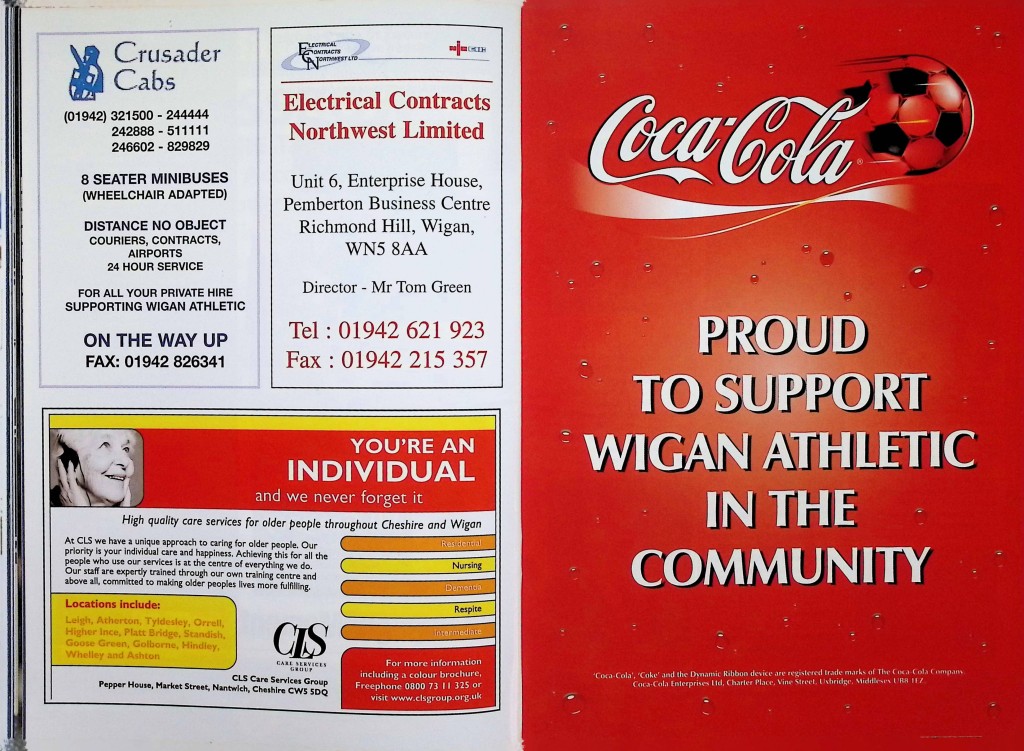 Crusader
Cabs
(01942) 321500 - 244444
242888 - 511111
246602 - 829829
8 SEATER MINIBUSES
(WHEELCHAIR ADAPTED)
DISTANCE NO OBJECT
COURIERS, CONTRACTS,
AIRPORTS
24 HOUR SERVICE
FOR ALL YOUR PRIVATE HIRE
SUPPORTING WIGAN ATHLETIC
ON THE WAY UP
FAX: 01942 826341
ELECTRICAL
CONTRACTS
NORTHWEST LTD
Electrical Contracts
Northwest Limited
Unit 6, Enterprise House,
Pemberton Business Centre
Richmond Hill, Wigan,
WN5 8AA
Director - Mr Tom Green
Tel : 01942 621 923
Fax : 01942 215 357
YOU'RE AN
INDIVIDUAL
and we never forget it
High quality care services for older people throughout Cheshire and Wigan
At CLS we have a unique approach to caring for older people. Our
priority is your individual care and happiness. Achieving this for all the
people who use our services is at the centre of everything we do.
Our staff are expertly trained through our own training centre and
above all, committed to making older peoples lives more fulfilling.
Residential
Nursing
Dementia
Respite
Intermediate
Locations include:
Leigh, Atherton, Tyldesley, Orrell,
Higher Ince, Platt Bridge, Standish,
Goose Green, Golborne, Hindley,
Whelley and Ashton
CLS
CARE SERVICES
GROUP
CLS Care Services Group
Pepper House, Market Street, Nantwich, Cheshire CW5 5DQ
For more information
including a colour brochure,
Freephone 0800 73 11 325 or
visit www.clsgroup.org.uk
Coca-Cola®
PROUD
TO SUPPORT
WIGAN ATHLETIC
IN THE
COMMUNITY
'Coca-Cola', 'Coke' and the Dynamic Ribbon device are registered trade marks of The Coca-Cola Company.
Coca-Cola Enterprises Ltd, Charter Place, Vine Street, Uxbridge, Middlesex UB8 1EZ.